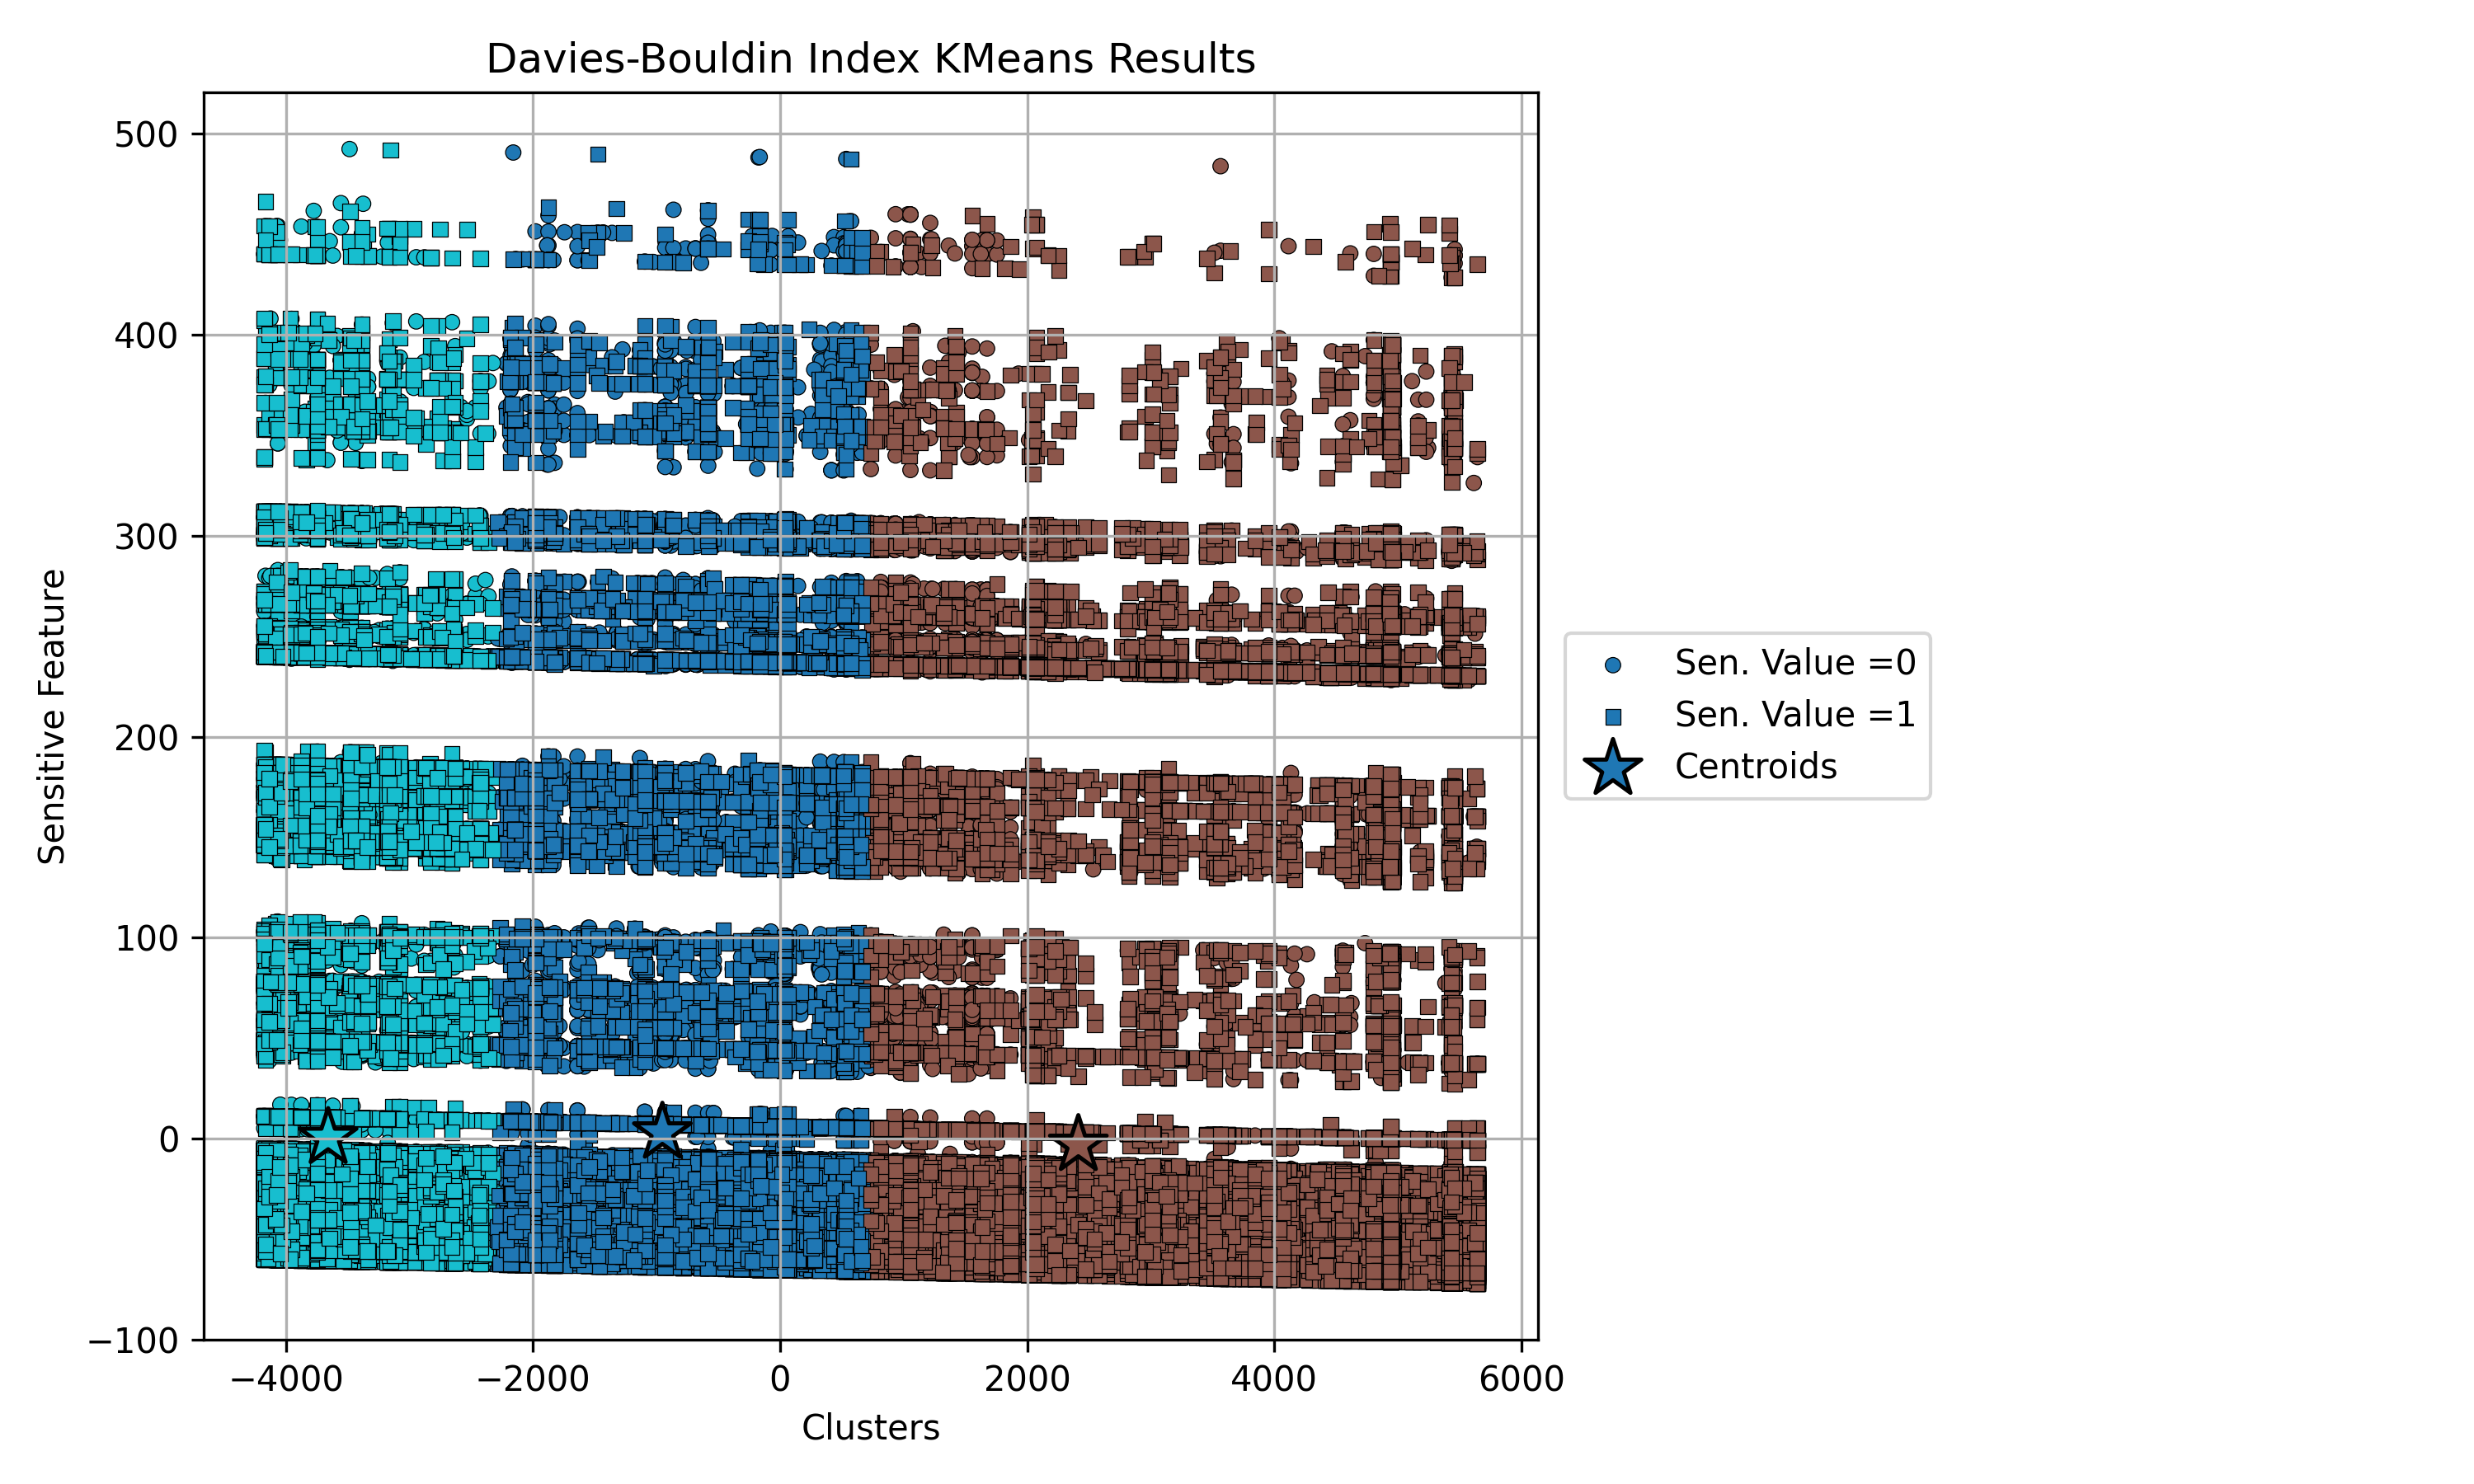 Davies-Bouldin Index KMeans Results
500
400
300
200
100
0
−100
Sensitive Feature
−4000 −2000 0 2000 4000 6000
Clusters
Sen. Value =0
Sen. Value =1
Centroids